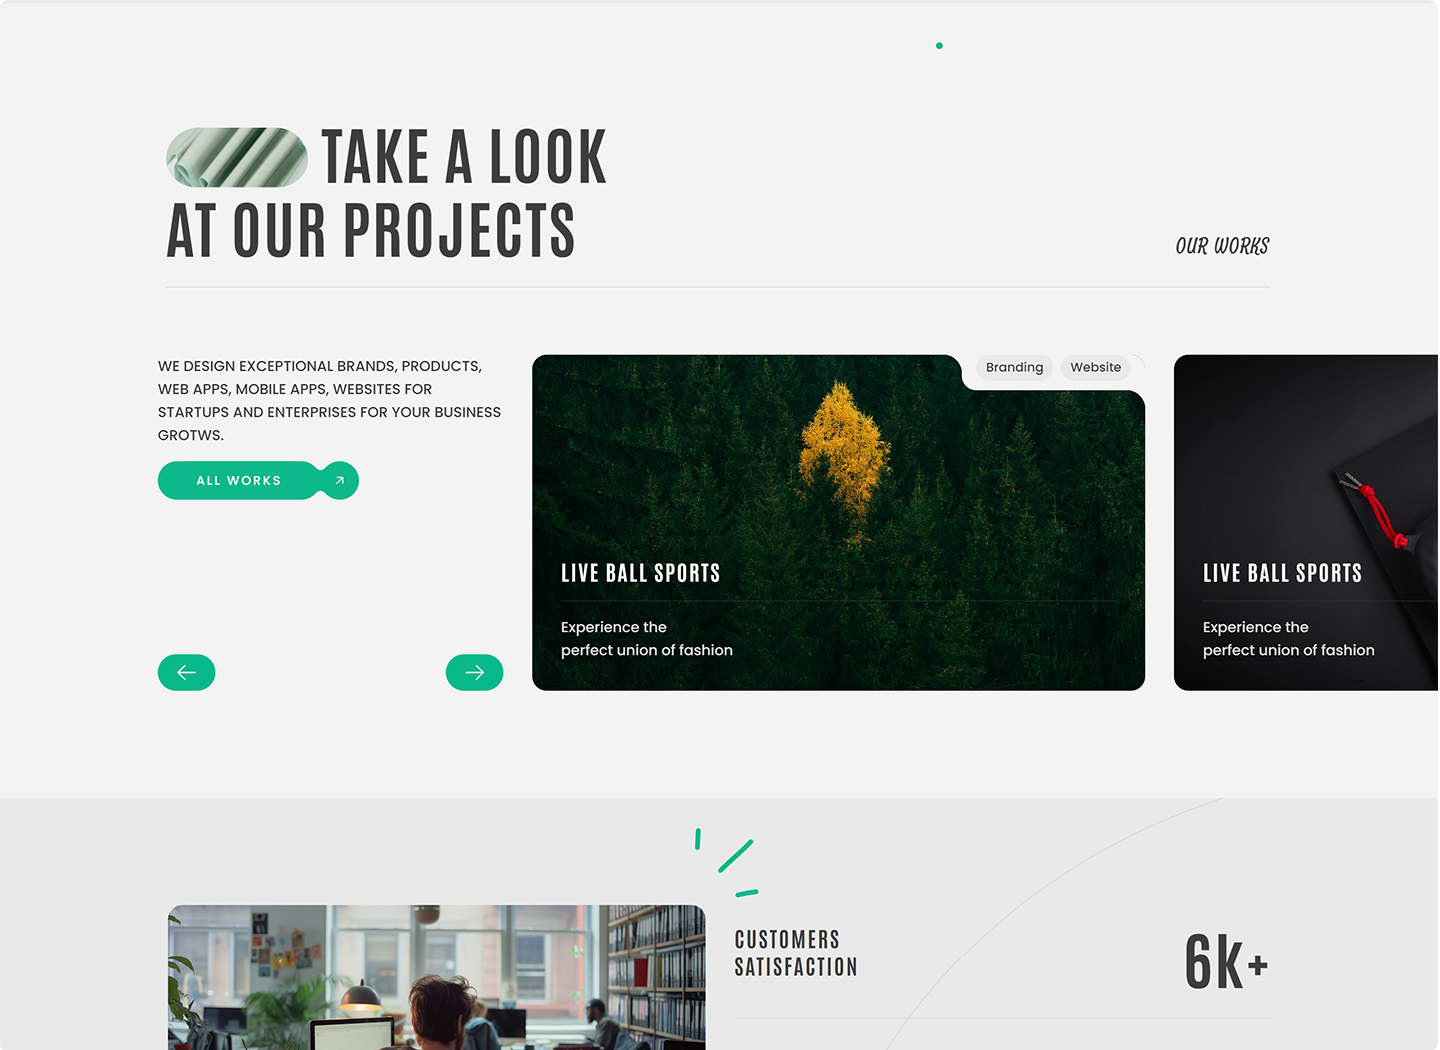 TAKE A LOOK
AT OUR PROJECTS
OUR WORKS
WE DESIGN EXCEPTIONAL BRANDS, PRODUCTS,
WEB APPS, MOBILE APPS, WEBSITES FOR
STARTUPS AND ENTERPRISES FOR YOUR BUSINESS
GROTWS.
ALL WORKS
Branding
Website
LIVE BALL SPORTS
Experience the
perfect union of fashion
LIVE BALL SPORTS
Experience the
perfect union of fashion
CUSTOMERS
SATISFACTION
6k+